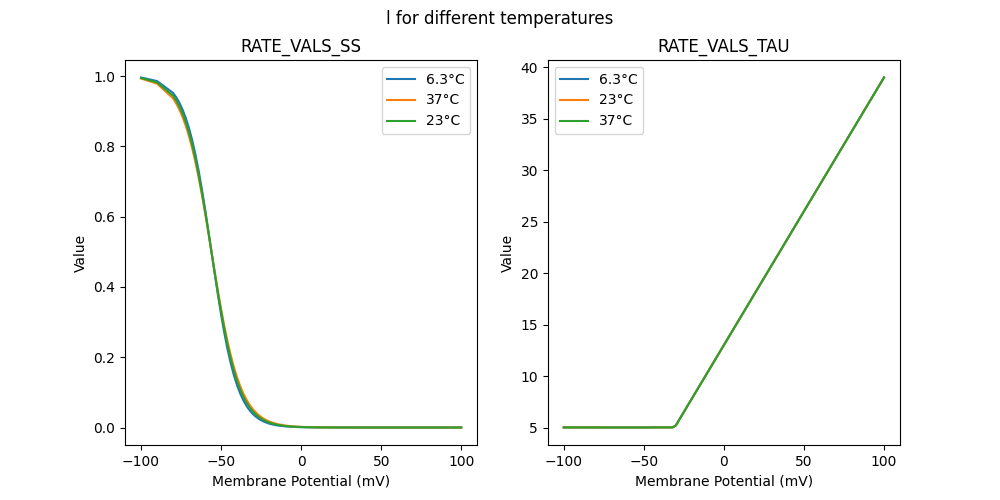 l for different temperatures
RATE_VALS_SS
1.0
0.8
0.6
0.4
0.2
0.0
Value
−100
−50
0
50
100
Membrane Potential (mV)
6.3°C
37°C
23°C
RATE_VALS_TAU
40
35
30
25
20
15
10
5
Value
−100
−50
0
50
100
Membrane Potential (mV)
6.3°C
23°C
37°C